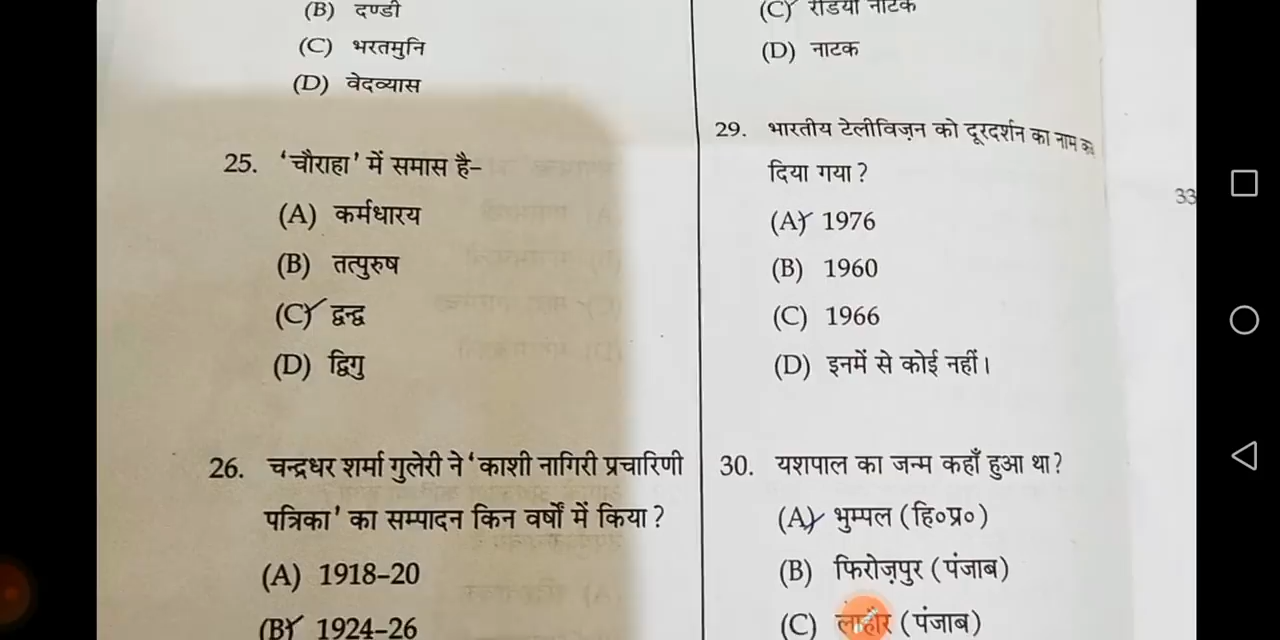 (B) दण्डी
(C) भरतमुनि
(D) वेदव्यास
25. 'चौराहा' में समास है–
(A) कर्मधारय
(B) तत्पुरुष
(C) द्वन्द्व
(D) द्विगु
26. चन्द्रधर शर्मा गुलेरी ने 'काशी नागिरी प्रचारिणी
पत्रिका' का सम्पादन किन वर्षों में किया?
(A) 1918–20
(B) 1924–26
(C) रेडियो नाटक
(D) नाटक
29. भारतीय टेलीविज़न को दूरदर्शन का नाम
दिया गया?
(A) 1976
(B) 1960
(C) 1966
(D) इनमें से कोई नहीं।
30. यशपाल का जन्म कहाँ हुआ था?
(A) भुम्पल (हि०प्र०)
(B) फिरोज़पुर (पंजाब)
(C) लाहौर (पंजाब)
33